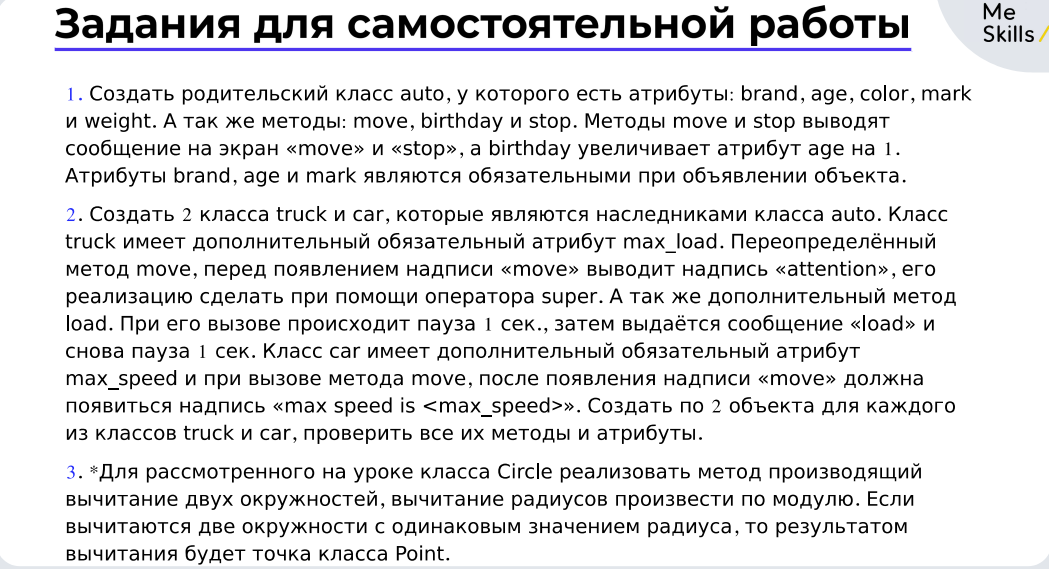 Задания для самостоятельной работы
Me
Skills
1. Создать родительский класс auto, у которого есть атрибуты: brand, age, color, mark
и weight. А так же методы: move, birthday и stop. Методы move и stop выводят
сообщение на экран «move» и «stop», а birthday увеличивает атрибут age на 1.
Атрибуты brand, age и mark являются обязательными при объявлении объекта.
2. Создать 2 класса truck и car, которые являются наследниками класса auto. Класс
truck имеет дополнительный обязательный атрибут max_load. Переопределённый
метод move, перед появлением надписи «move» выводит надпись «attention», его
реализацию сделать при помощи оператора super. А так же дополнительный метод
load. При его вызове происходит пауза 1 сек., затем выдаётся сообщение «load» и
снова пауза 1 сек. Класс car имеет дополнительный обязательный атрибут
max_speed и при вызове метода move, после появления надписи «move» должна
появиться надпись «max speed is <max_speed>». Создать по 2 объекта для каждого
из классов truck и car, проверить все их методы и атрибуты.
3. *Для рассмотренного на уроке класса Circle реализовать метод производящий
вычитание двух окружностей, вычитание радиусов произвести по модулю. Если
вычитаются две окружности с одинаковым значением радиуса, то результатом
вычитания будет точка класса Point.